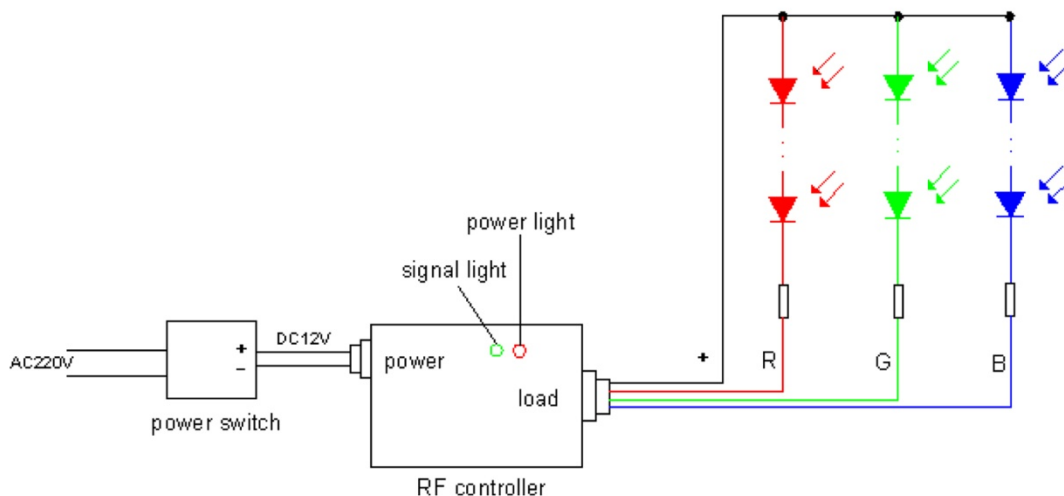 power light
signal light
DC12V
AC220V
+
−
power
load
power switch
RF controller
+
R
G
B